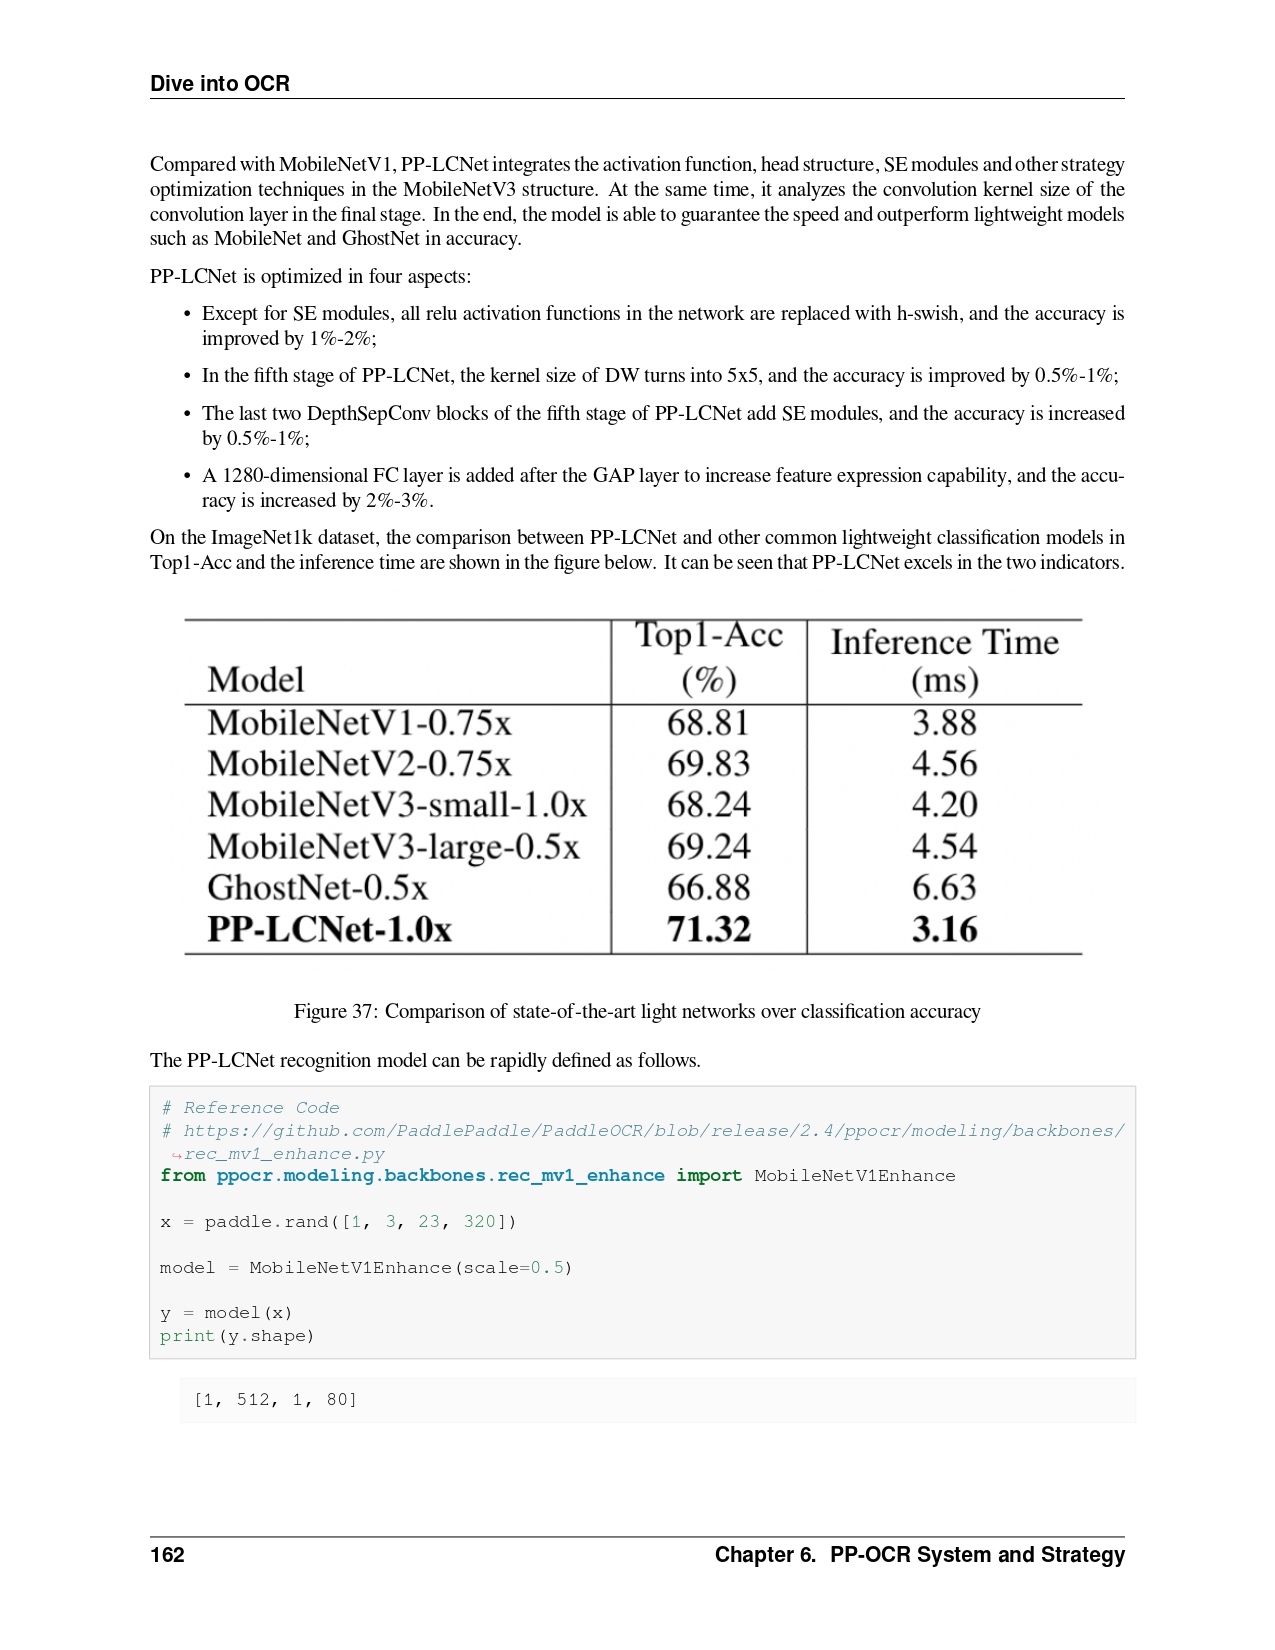 Dive into OCR
Compared with MobileNetV1, PP-LCNet integrates the activation function, head structure, SE modules and other strategy
optimization techniques in the MobileNetV3 structure. At the same time, it analyzes the convolution kernel size of the
convolution layer in the final stage. In the end, the model is able to guarantee the speed and outperform lightweight models
such as MobileNet and GhostNet in accuracy.
PP-LCNet is optimized in four aspects:
• Except for SE modules, all relu activation functions in the network are replaced with h-swish, and the accuracy is
improved by 1%-2%;
• In the fifth stage of PP-LCNet, the kernel size of DW turns into 5x5, and the accuracy is improved by 0.5%-1%;
• The last two DepthSepConv blocks of the fifth stage of PP-LCNet add SE modules, and the accuracy is increased
by 0.5%-1%;
• A 1280-dimensional FC layer is added after the GAP layer to increase feature expression capability, and the accu-
racy is increased by 2%-3%.
On the ImageNet1k dataset, the comparison between PP-LCNet and other common lightweight classification models in
Top1-Acc and the inference time are shown in the figure below. It can be seen that PP-LCNet excels in the two indicators.
Top1-Acc Inference Time
Model (%) (ms)
MobileNetV1-0.75x 68.81 3.88
MobileNetV2-0.75x 69.83 4.56
MobileNetV3-small-1.0x 68.24 4.20
MobileNetV3-large-0.5x 69.24 4.54
GhostNet-0.5x 66.88 6.63
PP-LCNet-1.0x 71.32 3.16
Figure 37: Comparison of state-of-the-art light networks over classification accuracy
The PP-LCNet recognition model can be rapidly defined as follows.
# Reference Code
# https://github.com/PaddlePaddle/PaddleOCR/blob/release/2.4/ppocr/modeling/backbones/
↪rec_mv1_enhance.py
from ppocr.modeling.backbones.rec_mv1_enhance import MobileNetV1Enhance
x = paddle.rand([1, 3, 23, 320])
model = MobileNetV1Enhance(scale=0.5)
y = model(x)
print(y.shape)
[1, 512, 1, 80]
162 Chapter 6. PP-OCR System and Strategy